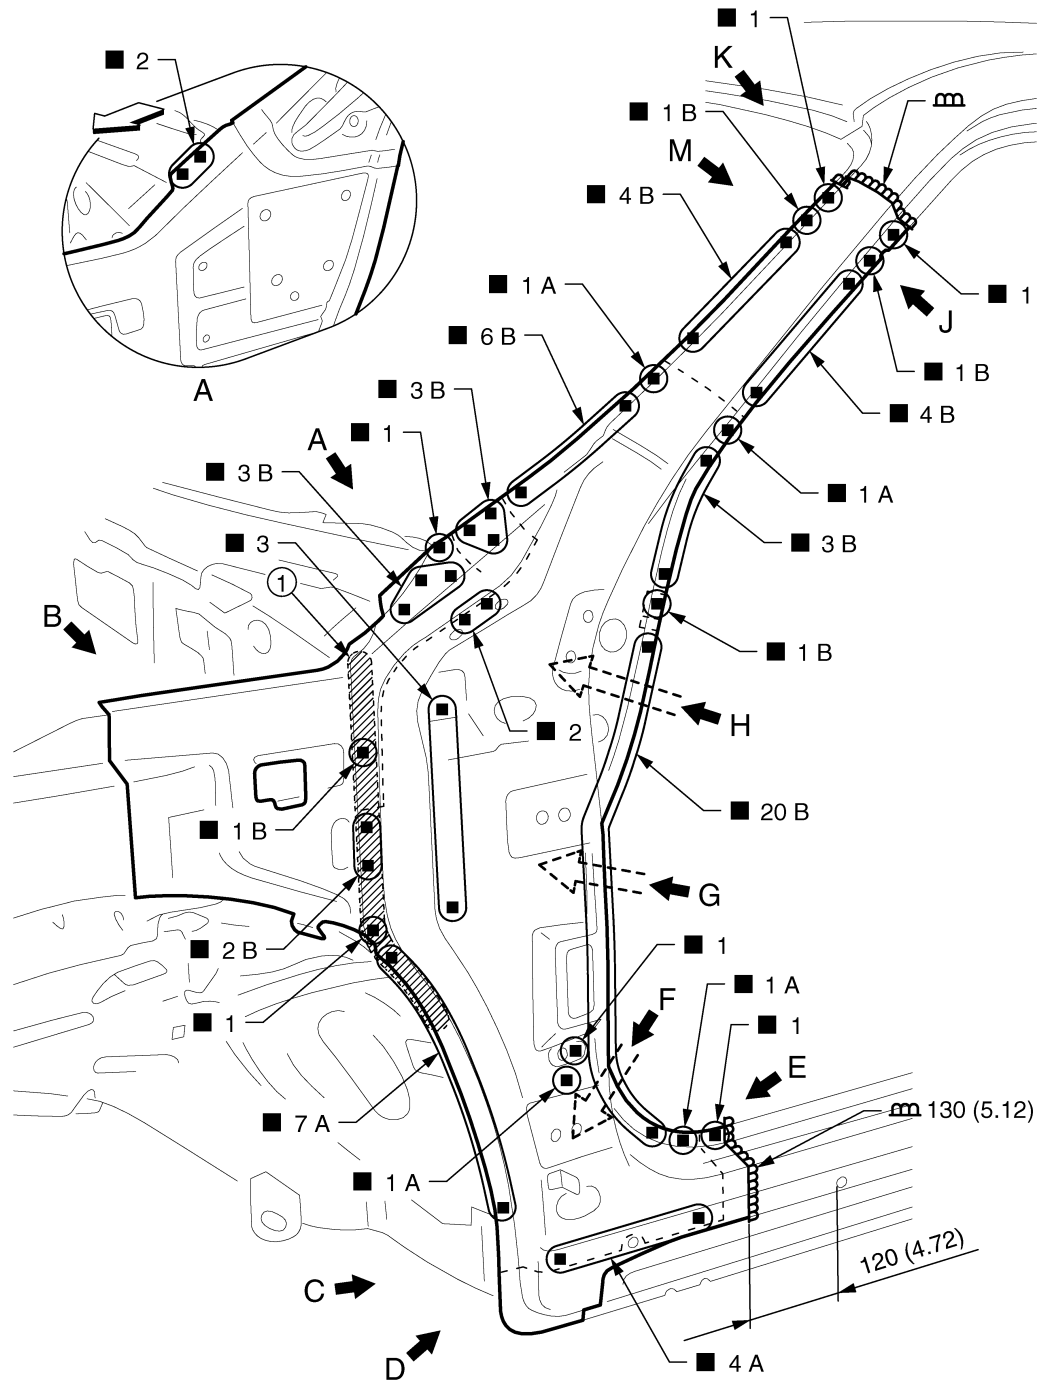 ■ 1
K
■ 2
■ 1 B
M
■ 4 B
■ 1 A
■ 1
J
■ 6 B
■ 1 B
■ 3 B
A
■ 4 B
■ 1
A
■ 3 B
■ 1 A
■ 3
■ 3 B
1
B
■ 1 B
H
■ 2
■ 20 B
■ 1 B
G
■ 2 B
■ 1
■ 1 A
F
■ 1
■ 1
E
130 (5.12)
■ 7 A
■ 1 A
120 (4.72)
C
D
■ 4 A